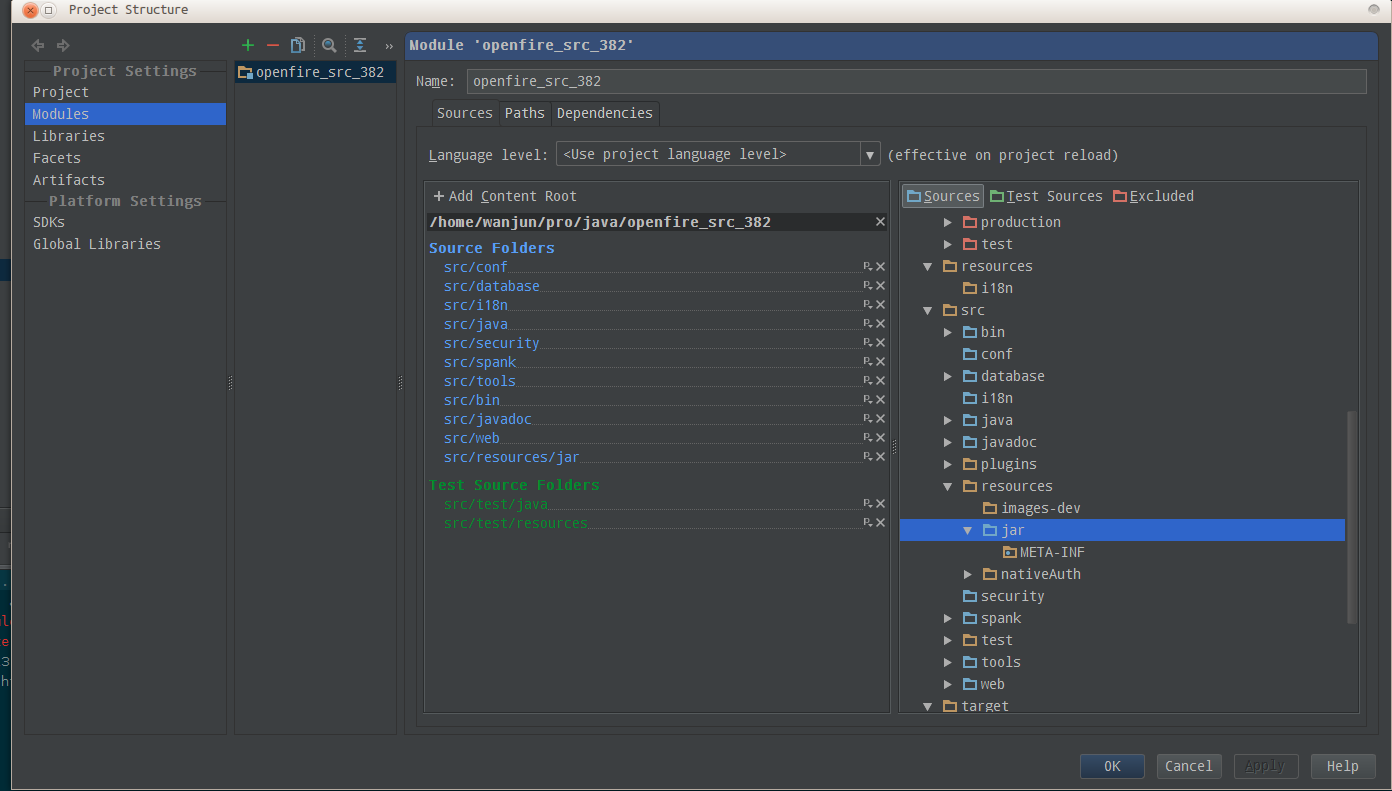 Project Structure
Project Settings
Project
Modules
Libraries
Facets
Artifacts
Platform Settings
SDKs
Global Libraries
»
openfire_src_382
Module 'openfire_src_382'
Name: openfire_src_382
Sources Paths Dependencies
Language level: <Use project language level> (effective on project reload)
+ Add Content Root
/home/wanjun/pro/java/openfire_src_382
Source Folders
src/conf
src/database
src/i18n
src/java
src/security
src/spank
src/tools
src/bin
src/javadoc
src/web
src/resources/jar
Test Source Folders
src/test/java
src/test/resources
Sources Test Sources Excluded
production
test
resources
i18n
src
bin
conf
database
i18n
java
javadoc
plugins
resources
images-dev
jar
META-INF
nativeAuth
security
spank
test
tools
web
target
OK Cancel Apply Help